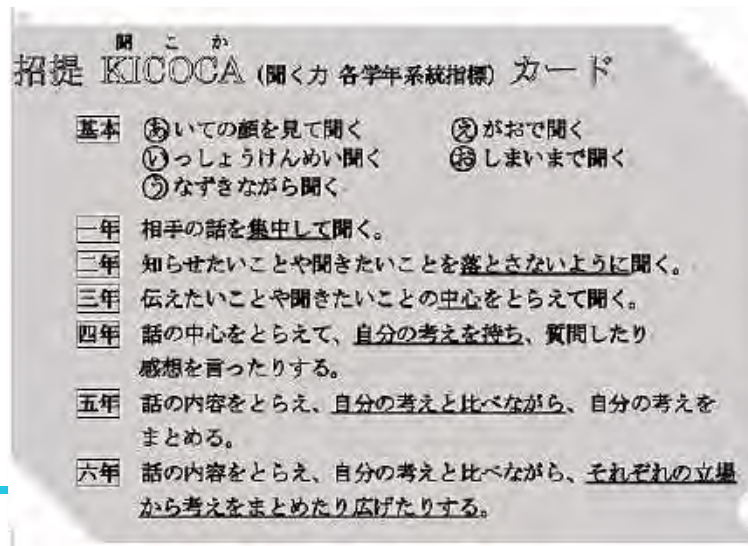 聞こか
招提 KICOCA (聞く力 各学年系統指標) カード
基本 あいての顔を見て聞く えがおで聞く
いっしょうけんめい聞く おしまいまで聞く
うなずきながら聞く
一年 相手の話を集中して聞く。
二年 知らせたいことや聞きたいことを落とさないように聞く。
三年 伝えたいことや聞きたいことの中心をとらえて聞く。
四年 話の中心をとらえて、自分の考えを持ち、質問したり
感想を言ったりする。
五年 話の内容をとらえ、自分の考えと比べながら、自分の考えを
まとめる。
六年 話の内容をとらえ、自分の考えと比べながら、それぞれの立場
から考えをまとめたり広げたりする。